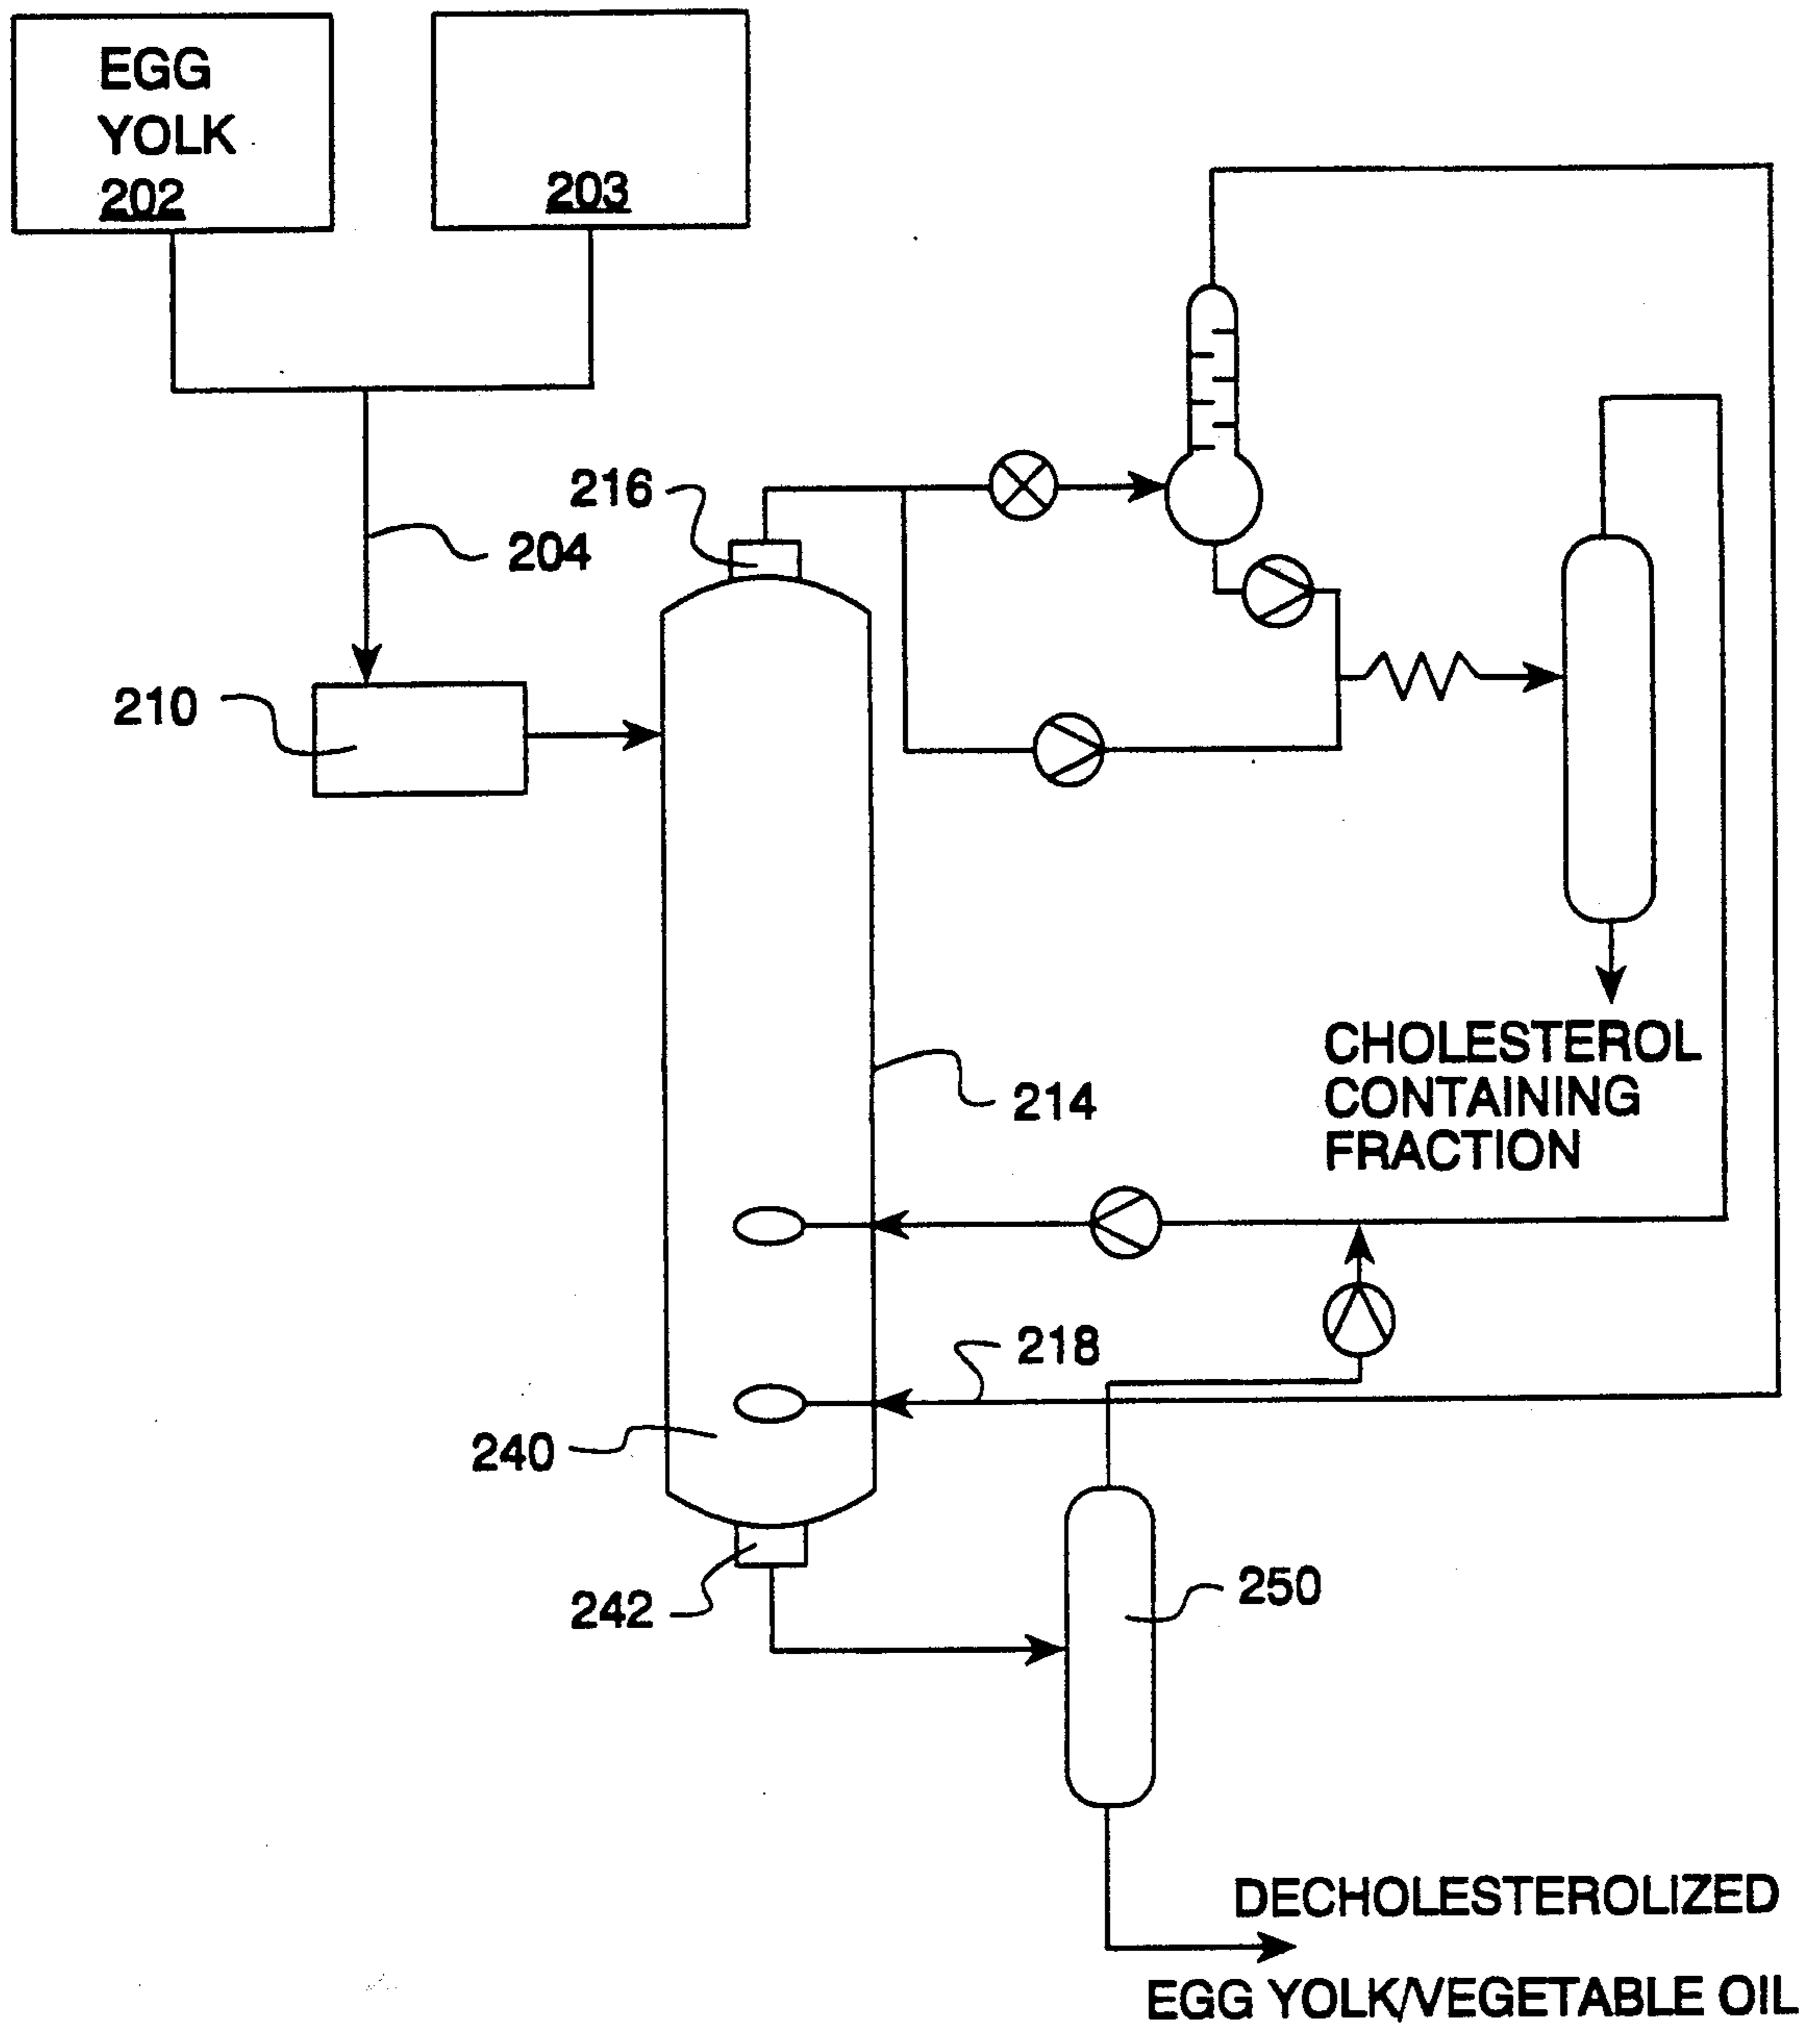 EGG
YOLK
202
203
216
204
210
214
CHOLESTEROL
CONTAINING
FRACTION
218
240
242
250
DECHOLESTEROLIZED
EGG YOLK/VEGETABLE OIL